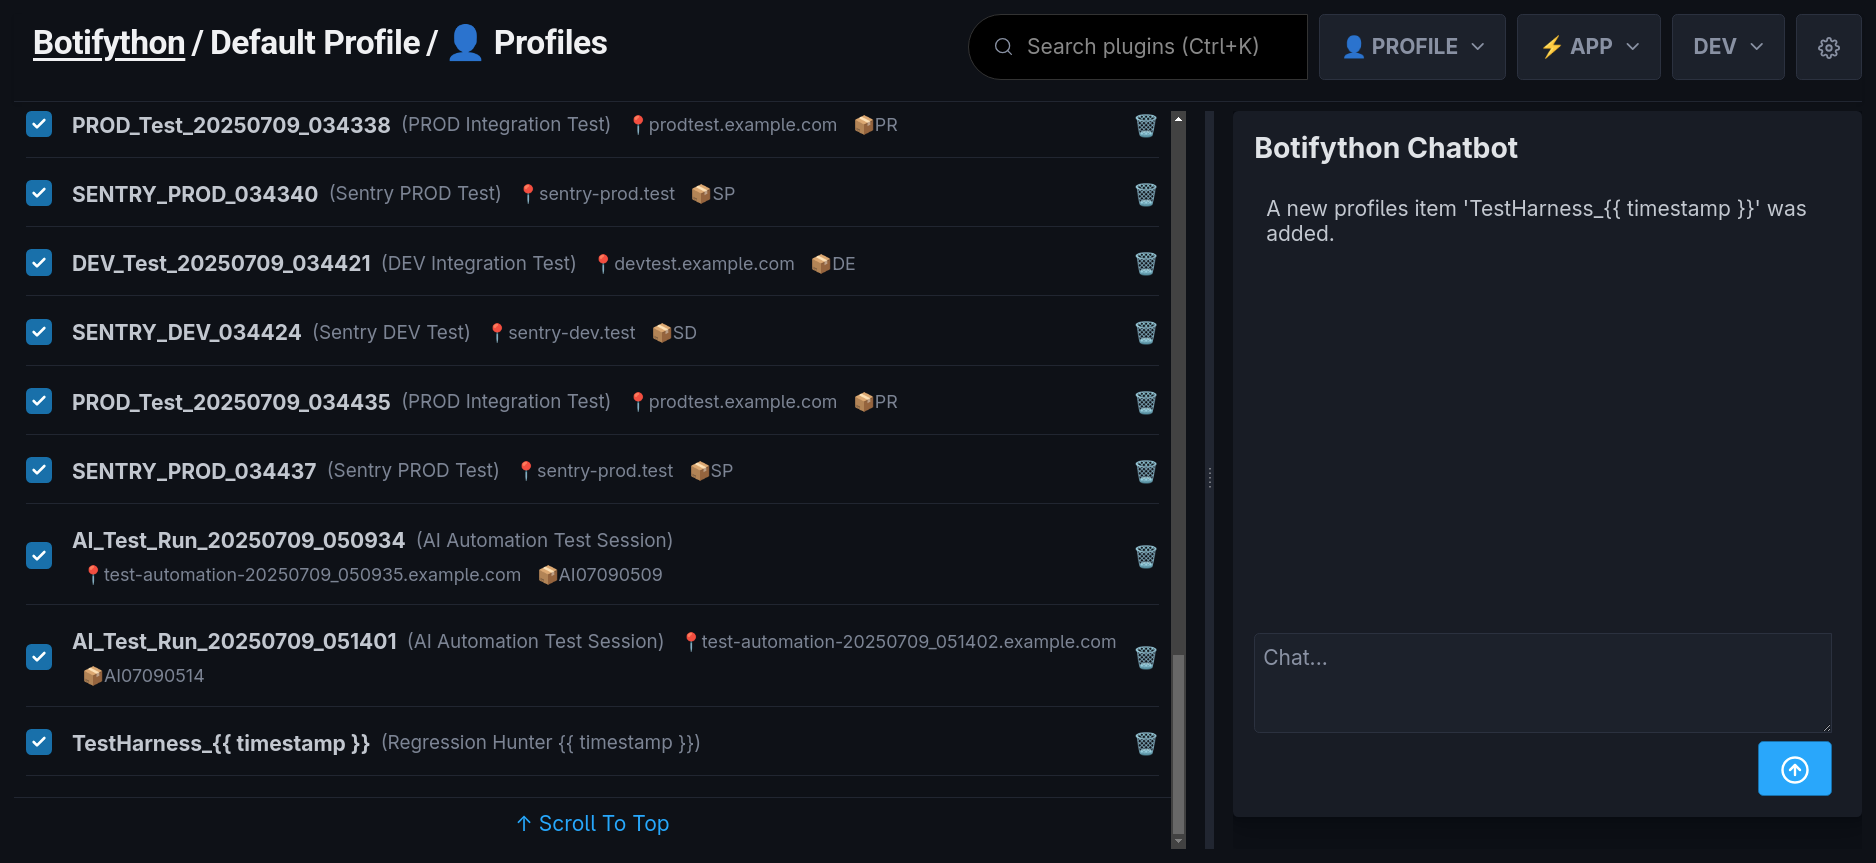 Botifython / Default Profile / 👤 Profiles
Search plugins (Ctrl+K)
👤 PROFILE
⚡ APP
DEV
PROD_Test_20250709_034338 (PROD Integration Test) 📍prodtest.example.com 📦PR
SENTRY_PROD_034340 (Sentry PROD Test) 📍sentry-prod.test 📦SP
DEV_Test_20250709_034421 (DEV Integration Test) 📍devtest.example.com 📦DE
SENTRY_DEV_034424 (Sentry DEV Test) 📍sentry-dev.test 📦SD
PROD_Test_20250709_034435 (PROD Integration Test) 📍prodtest.example.com 📦PR
SENTRY_PROD_034437 (Sentry PROD Test) 📍sentry-prod.test 📦SP
AI_Test_Run_20250709_050934 (AI Automation Test Session)
📍test-automation-20250709_050935.example.com 📦AI07090509
AI_Test_Run_20250709_051401 (AI Automation Test Session) 📍test-automation-20250709_051402.example.com
📦AI07090514
TestHarness_{{ timestamp }} (Regression Hunter {{ timestamp }})
↑ Scroll To Top
Botifython Chatbot
A new profiles item 'TestHarness_{{ timestamp }}' was
added.
Chat...